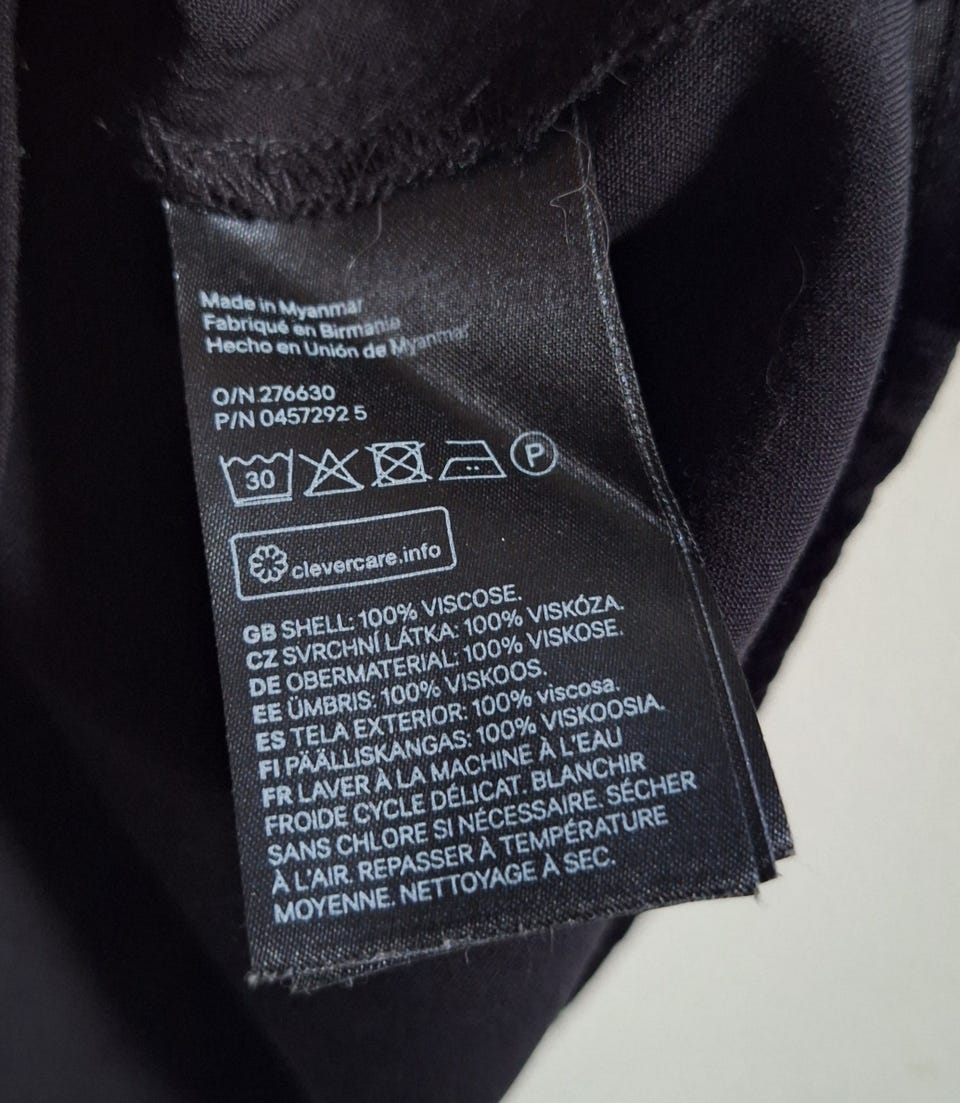 Made in Myanmar
Fabriqué en Birmanie
Hecho en Unión de Myanmar
O/N 276630
P/N 0457292 5
30 P
clevercare.info
GB SHELL: 100% VISCOSE.
CZ SVRCHNÍ LÁTKA: 100% VISKÓZA.
DE OBERMATERIAL: 100% VISKOSE.
EE ÜMBRIS: 100% VISKOOS.
ES TELA EXTERIOR: 100% viscosa.
FI PÄÄLLISKANGAS: 100% VISKOOSIA.
FR LAVER À LA MACHINE À L'EAU
FROIDE CYCLE DÉLICAT. BLANCHIR
SANS CHLORE SI NÉCESSAIRE. SÉCHER
À L'AIR. REPASSER À TEMPÉRATURE
MOYENNE. NETTOYAGE À SEC.